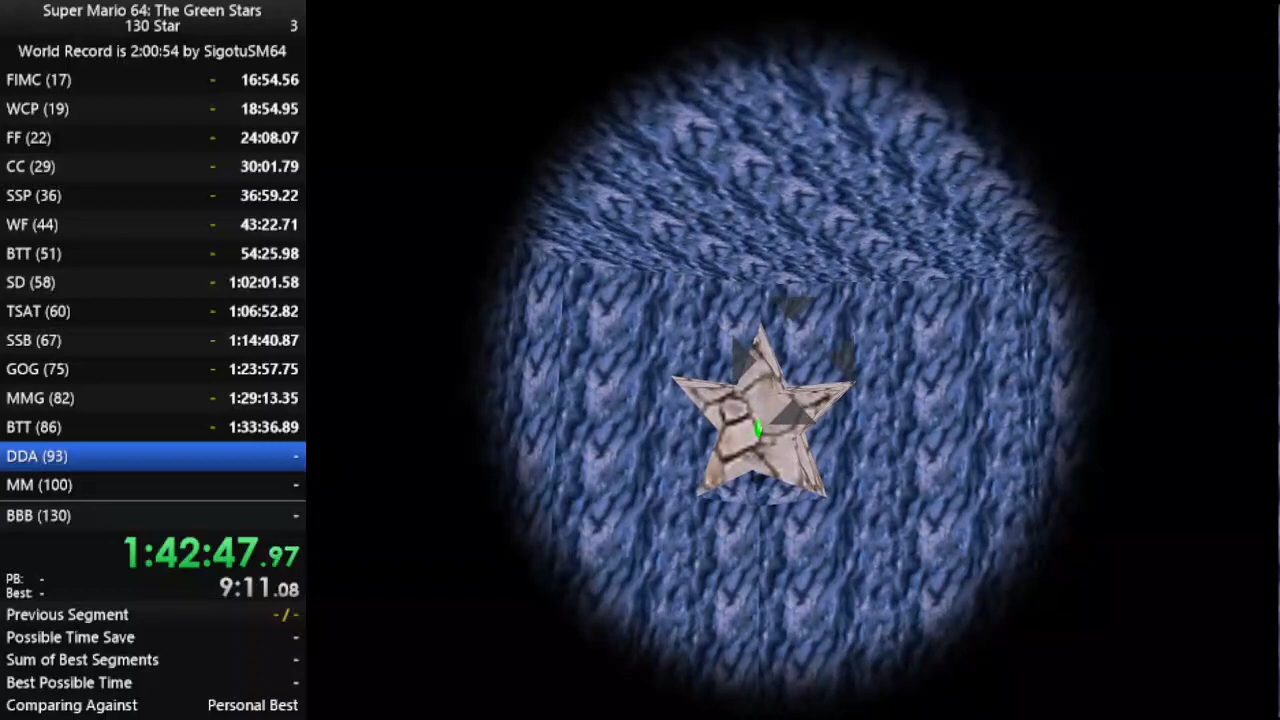 Super Mario 64: The Green Stars
130 Star 3
World Record is 2:00:54 by SigotuSM64
FIMC (17) - 16:54.56
WCP (19) - 18:54.95
FF (22) - 24:08.07
CC (29) - 30:01.79
SSP (36) - 36:59.22
WF (44) - 43:22.71
BTT (51) - 54:25.98
SD (58) - 1:02:01.58
TSAT (60) - 1:06:52.82
SSB (67) - 1:14:40.87
GOG (75) - 1:23:57.75
MMG (82) - 1:29:13.35
BTT (86) - 1:33:36.89
DDA (93) -
MM (100) -
BBB (130) -
1:42:47.97
PB: -
Best: - 9:11.08
Previous Segment -/-
Possible Time Save -
Sum of Best Segments -
Best Possible Time -
Comparing Against Personal Best